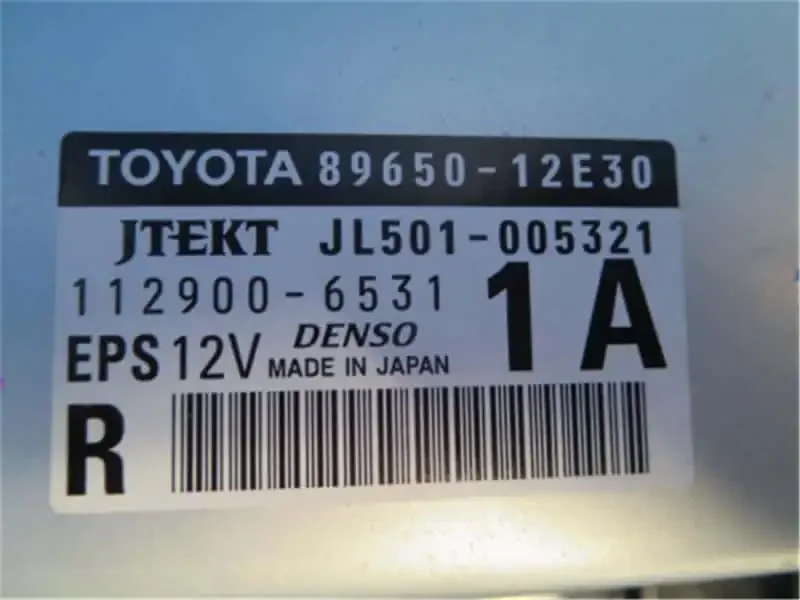 TOYOTA 89650-12E30
JTEKT JL501-005321
112900-6531 1A
EPS 12V DENSO
MADE IN JAPAN
R